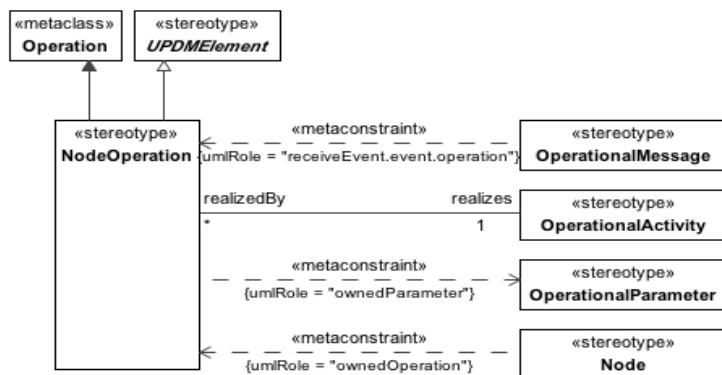 «metaclass»
Operation
«stereotype»
UPDMElement
«stereotype»
NodeOperation
«metaconstraint»
{umlRole = "receiveEvent.event.operation"}
«stereotype»
OperationalMessage
realizedBy
realizes
*
1
«stereotype»
OperationalActivity
«metaconstraint»
{umlRole = "ownedParameter"}
«stereotype»
OperationalParameter
«metaconstraint»
{umlRole = "ownedOperation"}
«stereotype»
Node